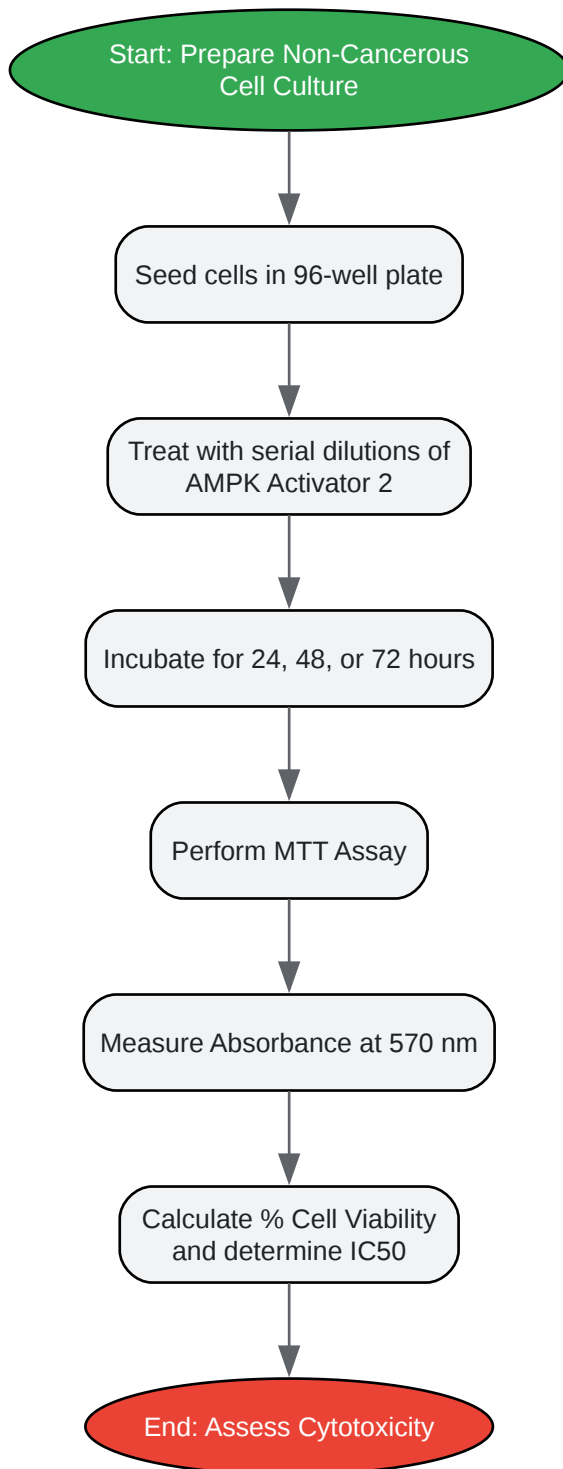 Start: Prepare Non-Cancerous
Cell Culture
Seed cells in 96-well plate
Treat with serial dilutions of
AMPK Activator 2
Incubate for 24, 48, or 72 hours
Perform MTT Assay
Measure Absorbance at 570 nm
Calculate % Cell Viability
and determine IC50
End: Assess Cytotoxicity